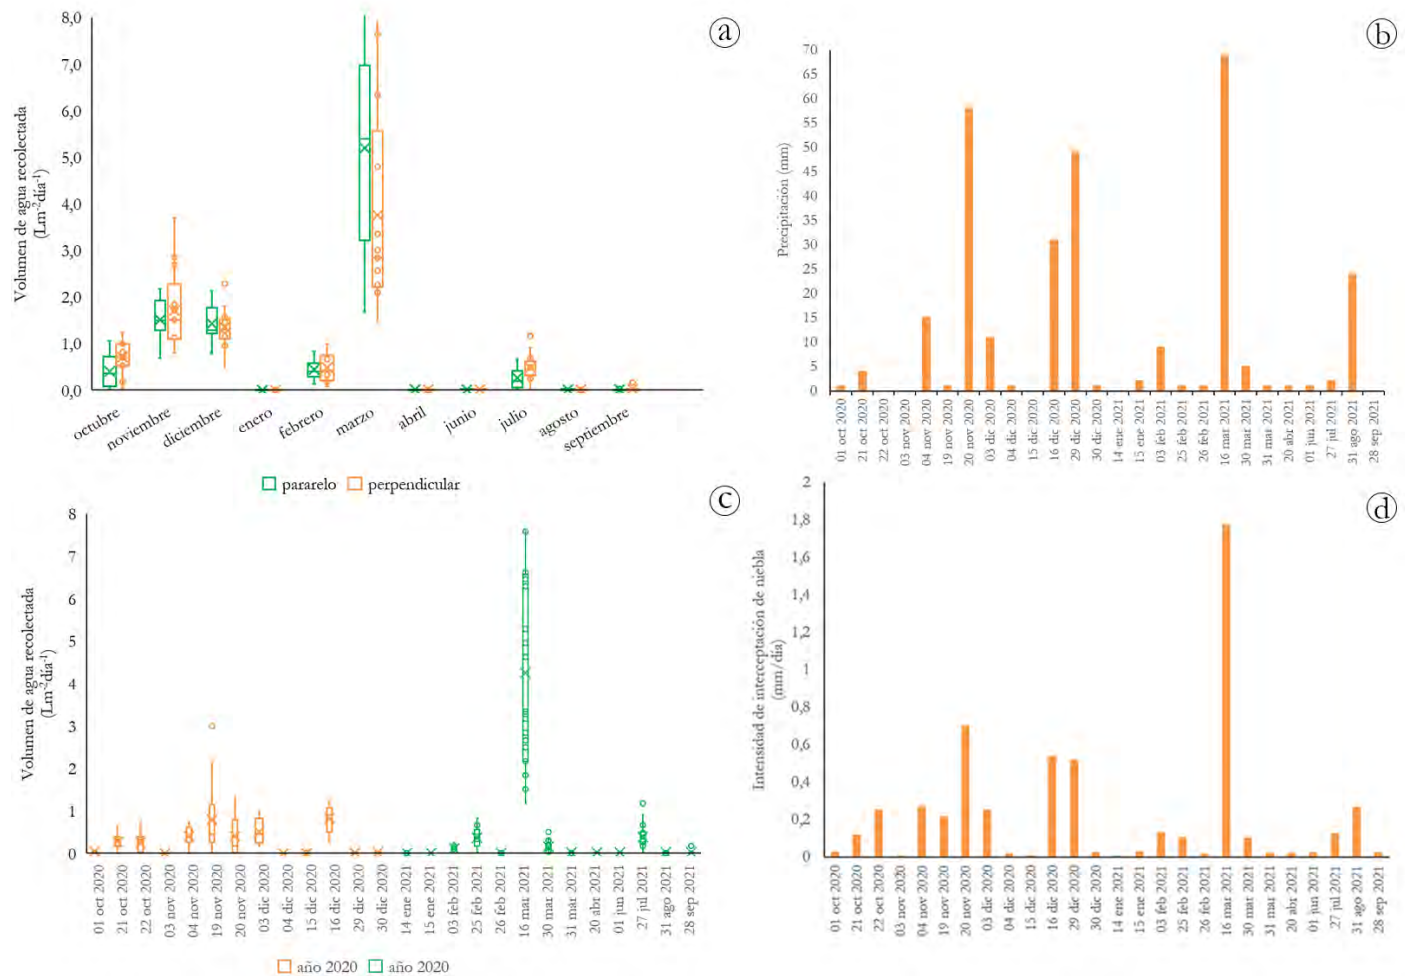 a
8,0
7,0
6,0
5,0
4,0
3,0
2,0
1,0
0,0
Volumen de agua recolectada
(Lm-2día-1)
octubre
noviembre
diciembre
enero
febrero
marzo
abril
junio
julio
agosto
septiembre
pararelo
perpendicular
b
70
65
60
55
50
45
40
35
30
25
20
15
10
5
0
Precipitación (mm)
01 oct 2020
21 oct 2020
22 oct 2020
03 nov 2020
04 nov 2020
19 nov 2020
20 nov 2020
03 dic 2020
04 dic 2020
15 dic 2020
16 dic 2020
29 dic 2020
30 dic 2020
14 ene 2021
15 ene 2021
03 feb 2021
25 feb 2021
26 feb 2021
16 mar 2021
30 mar 2021
31 mar 2021
20 abr 2021
01 jun 2021
27 jul 2021
31 ago 2021
28 sep 2021
c
8
7
6
5
4
3
2
1
0
Volumen de agua recolectada
(Lm-2día-1)
01 oct 2020
21 oct 2020
22 oct 2020
03 nov 2020
04 nov 2020
19 nov 2020
20 nov 2020
03 dic 2020
04 dic 2020
15 dic 2020
16 dic 2020
29 dic 2020
30 dic 2020
14 ene 2021
15 ene 2021
03 feb 2021
25 feb 2021
26 feb 2021
16 mar 2021
30 mar 2021
31 mar 2021
20 abr 2021
01 jun 2021
27 jul 2021
31 ago 2021
28 sep 2021
año 2020
año 2020
d
2
1,8
1,6
1,4
1,2
1
0,8
0,6
0,4
0,2
0
Intensidad de interceptación de niebla
(mm/día)
01 oct 2020
21 oct 2020
22 oct 2020
03 nov 2020
04 nov 2020
19 nov 2020
20 nov 2020
03 dic 2020
04 dic 2020
15 dic 2020
16 dic 2020
29 dic 2020
30 dic 2020
14 ene 2021
15 ene 2021
03 feb 2021
25 feb 2021
26 feb 2021
16 mar 2021
30 mar 2021
31 mar 2021
20 abr 2021
01 jun 2021
27 jul 2021
31 ago 2021
28 sep 2021